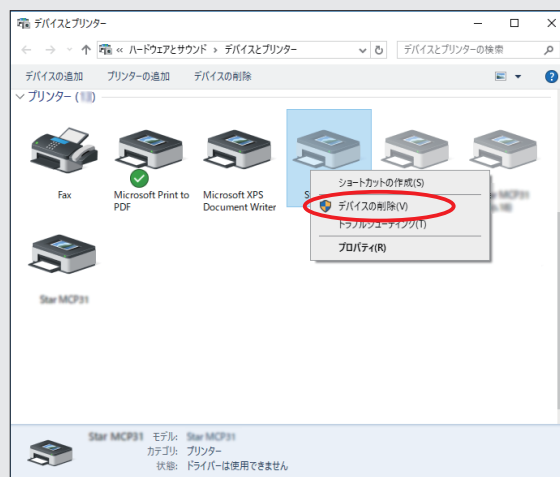 デバイスとプリンター
« ハードウェアとサウンド › デバイスとプリンター
デバイスとプリンターの検索
デバイスの追加 プリンターの追加 デバイスの削除
プリンター
Fax
Microsoft Print to
PDF
Microsoft XPS
Document Writer
S
ショートカットの作成(S)
デバイスの削除(V)
トラブルシューティング(T)
プロパティ(R)
MCP31
Star MCP31
Star MCP31 モデル: Star MCP31
カテゴリ: プリンター
状態: ドライバーは使用できません